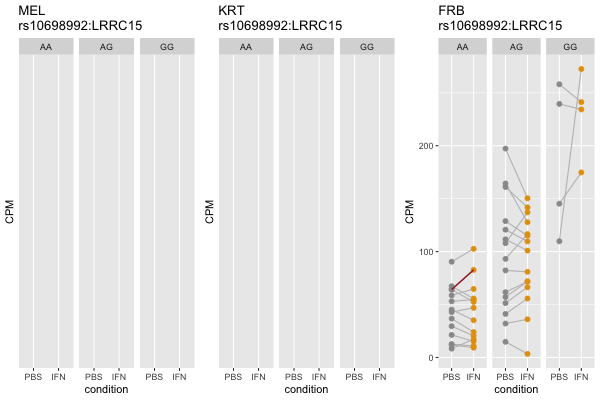 MEL
rs10698992:LRRC15
AA AG GG
CPM
PBS IFN PBS IFN PBS IFN
condition
KRT
rs10698992:LRRC15
AA AG GG
CPM
PBS IFN PBS IFN PBS IFN
condition
FRB
rs10698992:LRRC15
AA AG GG
CPM
200
100
0
PBS IFN PBS IFN PBS IFN
condition